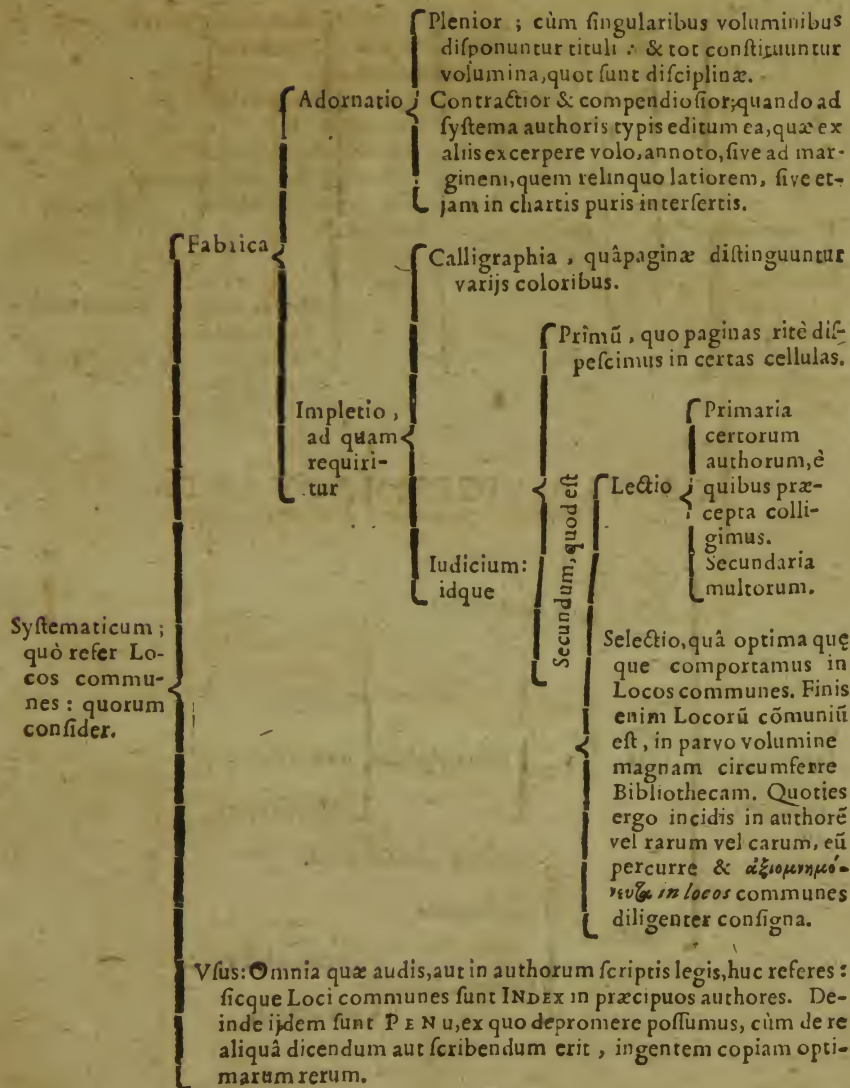 Plenior ; cùm ſingularibus voluminibus
diſponuntur tituli : & tot conſtituuntur
volumina,quot ſunt diſciplinæ.
Adornatio
Contractior & compendioſior;quando ad
ſyſtema authoris typis editum ea,quæ ex
aliis excerpere volo,annoto,ſive ad mar-
ginem,quem relinquo latiorem, ſive et-
jam in chartis puris interſertis.
Fabrica
Calligraphia , quâpaginæ diſtinguuntur
varijs coloribus.
Primũ , quo paginas ritè diſ-
peſcimus in certas cellulas.
Impletio ,
ad quam
requiri-
tur
Primaria
certorum
authorum,è
quibus præ-
cepta colli-
gimus.
Secundaria
multorum.
Lectio
Secundum, quod eſt
Iudicium:
idque
Syſtematicum ;
quò refer Lo-
cos commu-
nes : quorum
conſider.
Selectio,quâ optima quę
que comportamus in
Locos communes. Finis
enim Locorũ cõmuniũ
eſt , in parvo volumine
magnam circumferre
Bibliothecam. Quoties
ergo incidis in authorẽ
vel rarum vel carum, eũ
percurre & in locos communes
diligenter conſigna.
Vſus: Omnia quæ audis,aut in authorum ſcriptis legis,huc referes :
ſicque Loci communes ſunt INDEX in præcipuos authores. De-
inde ijdem ſunt PENu,ex quo depromere poſſumus, cùm de re
aliquâ dicendum aut ſcribendum erit , ingentem copiam opti-
marum rerum.